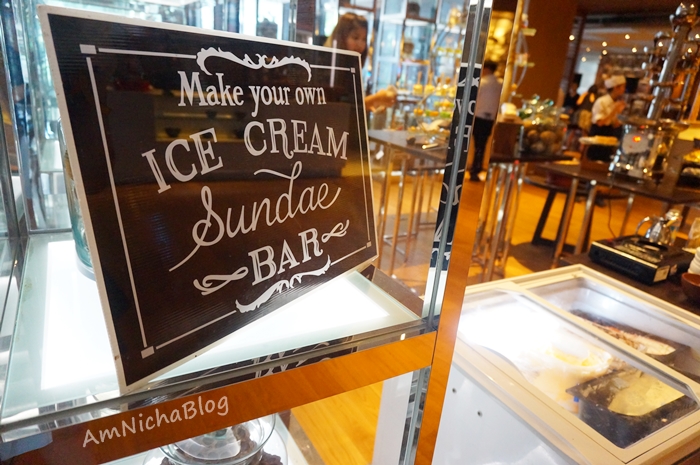 Make your own
ICE CREAM
Sundae
BAR
AmNichaBlog